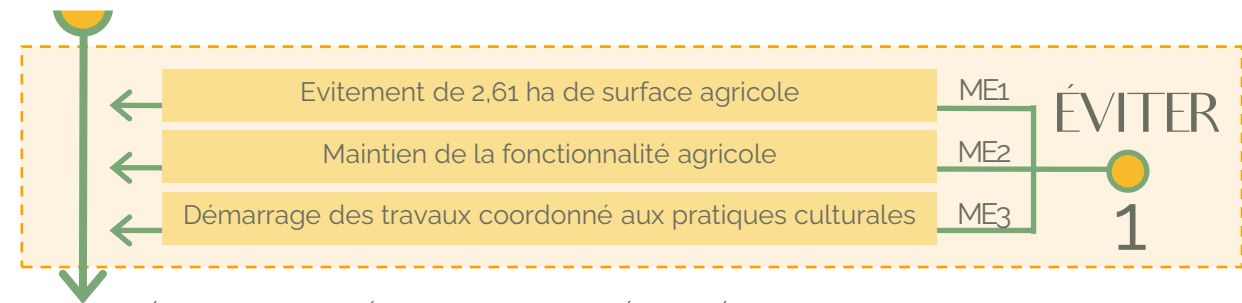 Evitement de 2,61 ha de surface agricole
ME1
ÉVITER
Maintien de la fonctionnalité agricole
ME2
Démarrage des travaux coordonné aux pratiques culturales
ME3
1